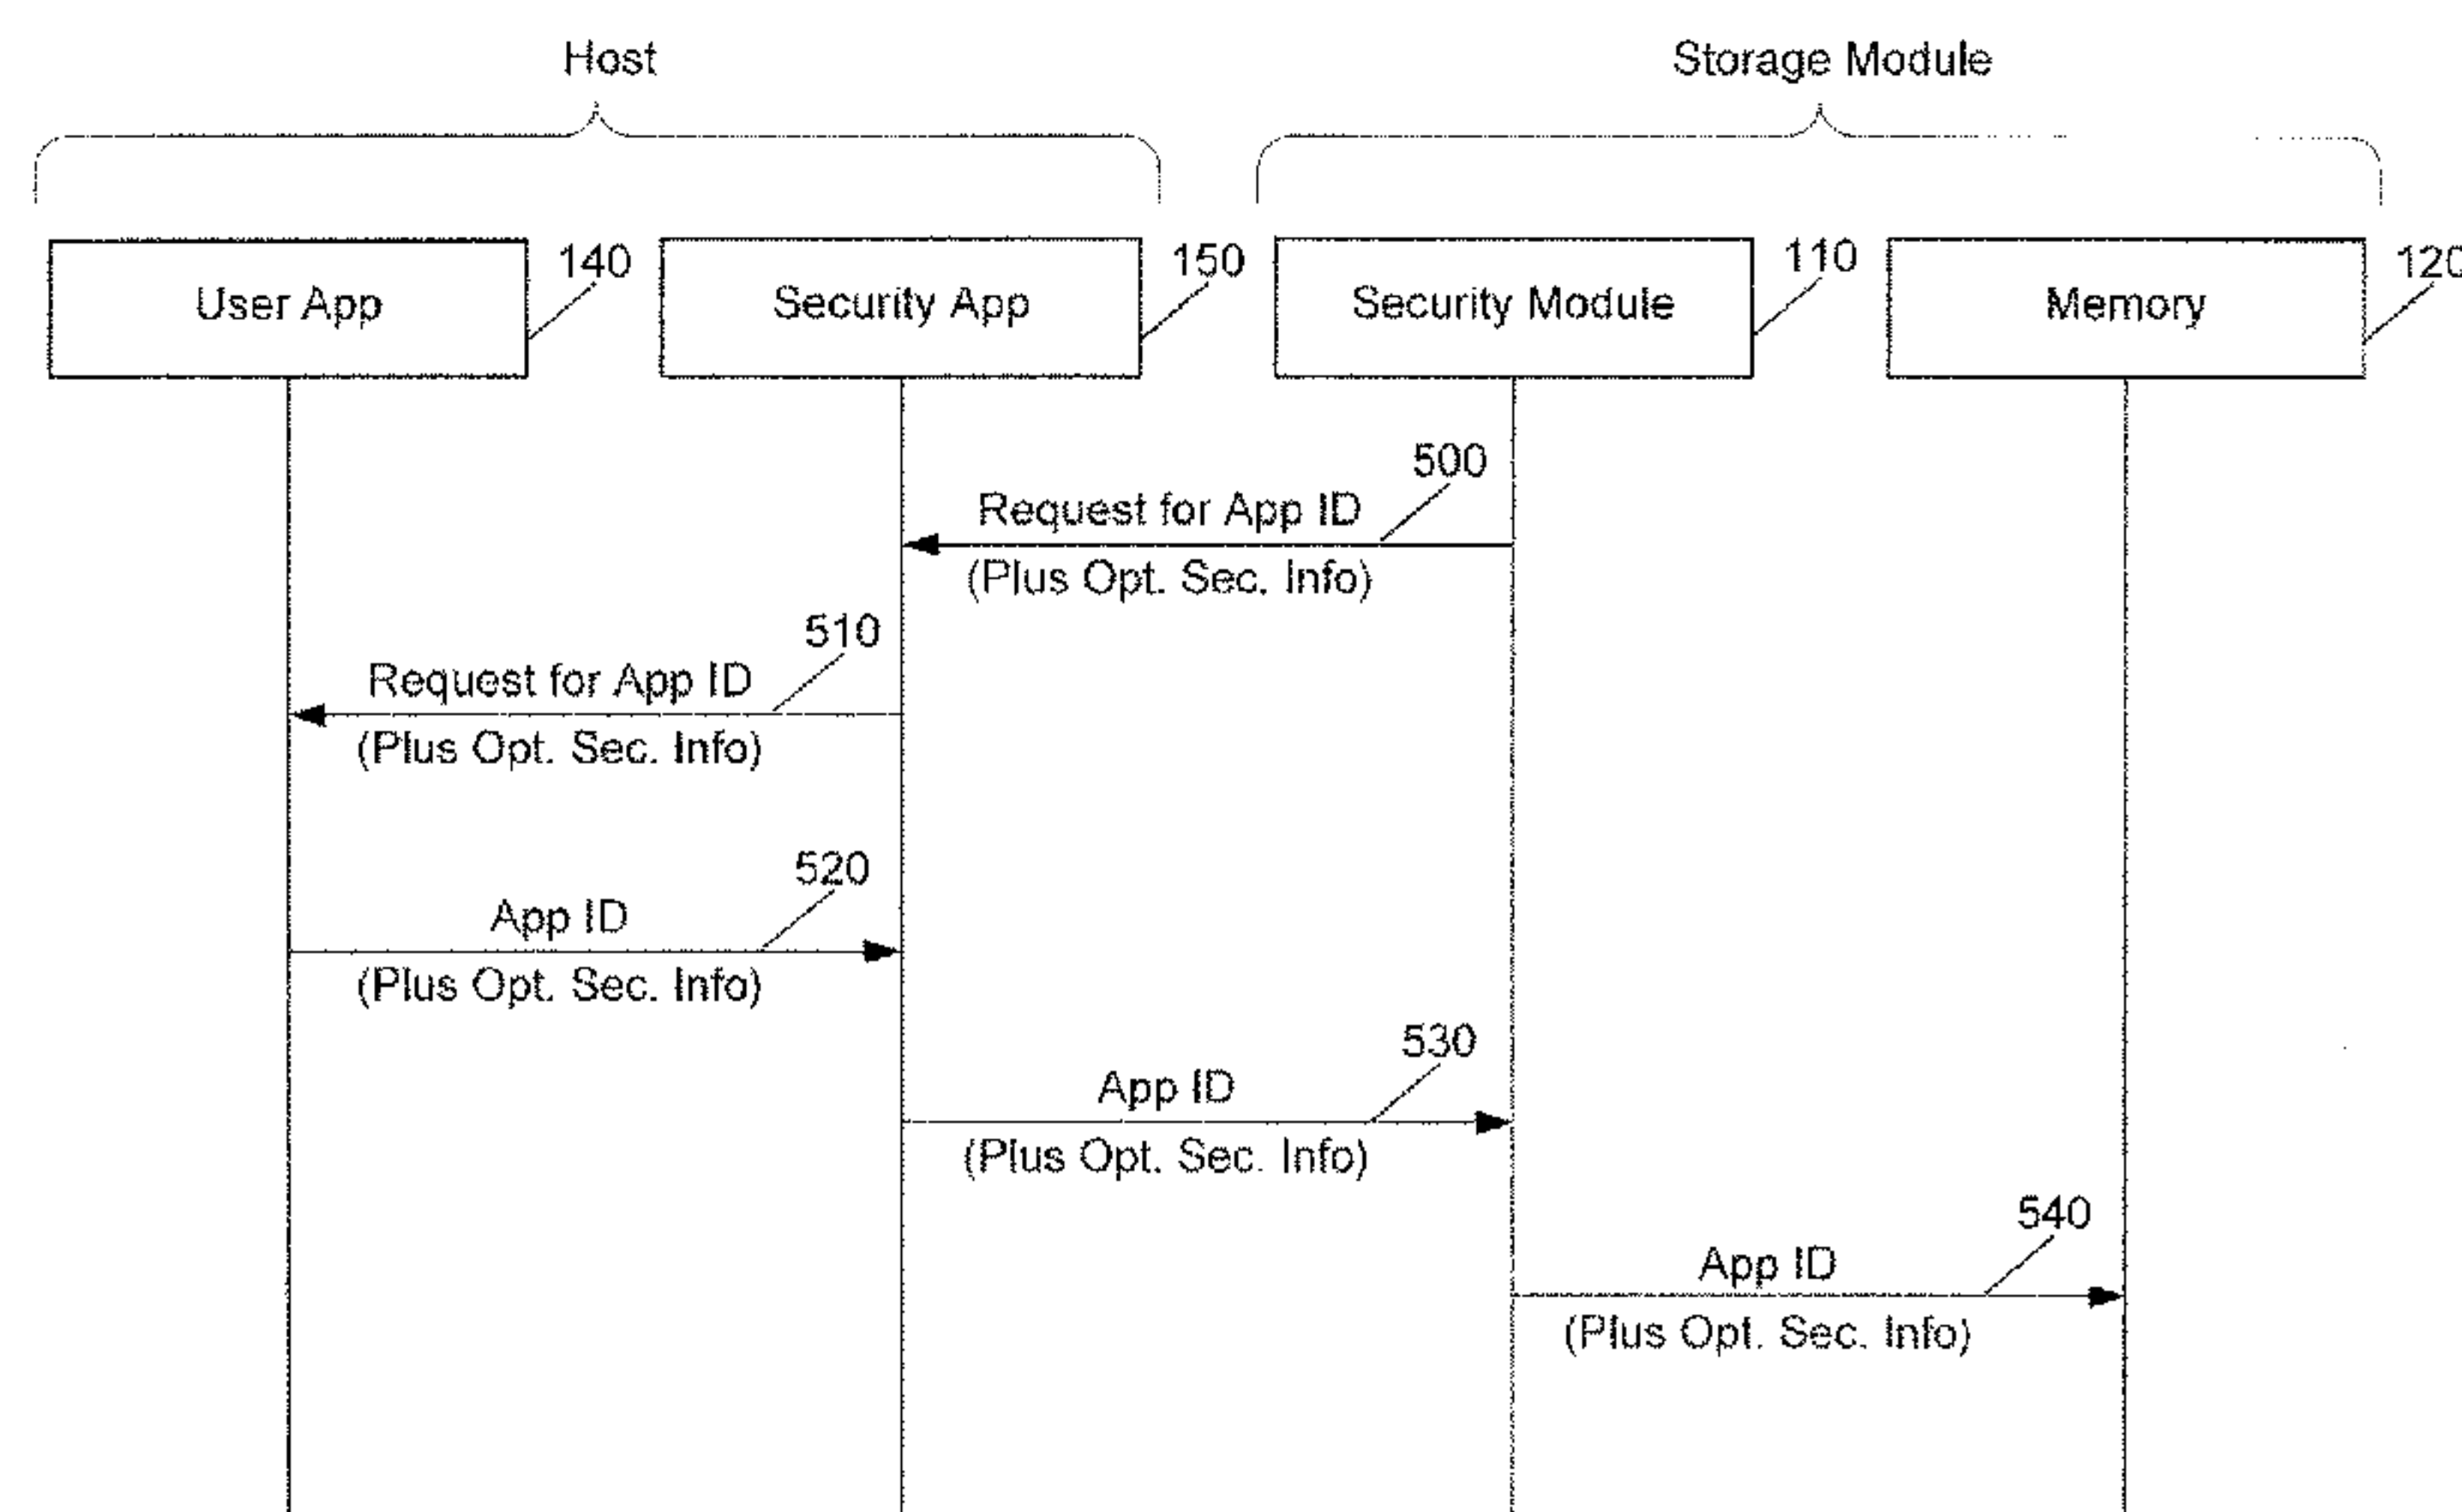 Host
Storage Module
140
150
110
120
User App
Security App
Security Module
Memory
500
Request for App ID
(Plus Opt. Sec. Info)
510
Request for App ID
(Plus Opt. Sec. Info)
520
App ID
(Plus Opt. Sec. Info)
530
App ID
(Plus Opt. Sec. Info)
540
App ID
(Plus Opt. Sec. Info)